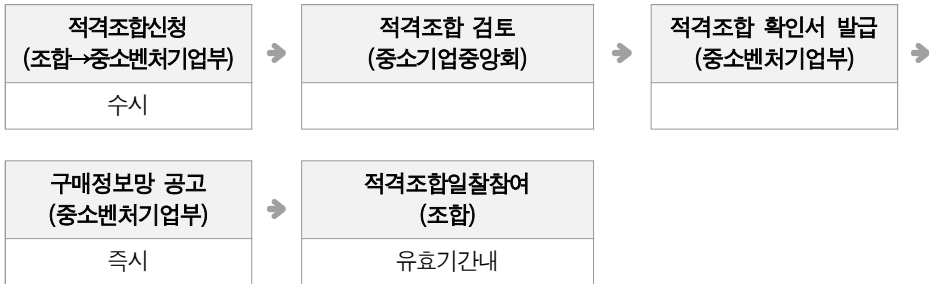 적격조합신청
(조합→중소벤처기업부)
수시
적격조합 검토
(중소기업중앙회)
적격조합 확인서 발급
(중소벤처기업부)
구매정보망 공고
(중소벤처기업부)
즉시
적격조합일찰참여
(조합)
유효기간내